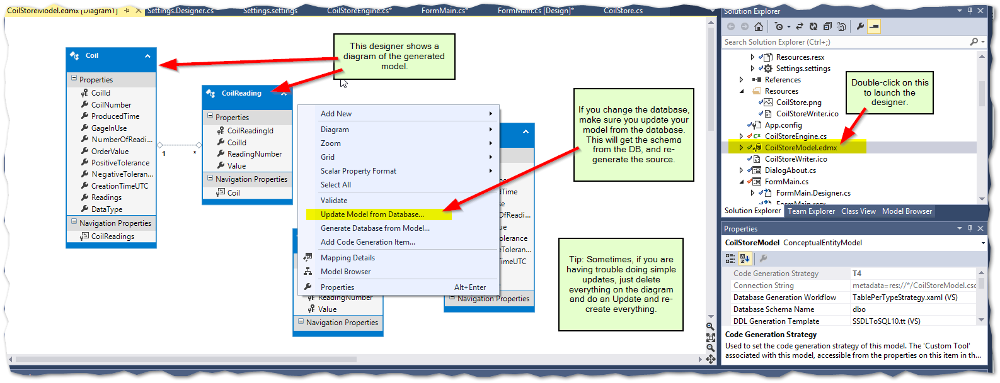 CoilStoreModel.edmx [Diagram1]
Settings.Designer.cs
Settings.settings
CoilStoreEngine.cs*
FormMain.cs*
FormMain.cs [Design]*
CoilStore.cs
Coil
Properties
CoilId
CoilNumber
ProducedTime
GageInUse
NumberOfReadi...
OrderValue
PositiveTolerance
NegativeToleran...
CreationTimeUTC
Readings
DataType
Navigation Properties
CoilReadings
1
*
CoilReading
Properties
CoilReadingId
CoilId
ReadingNumber
Value
Navigation Properties
Coil
This designer shows a
diagram of the generated
model.
Add New
Diagram
Zoom
Grid
Scalar Property Format
Select All
Validate
Update Model from Database...
Generate Database from Model...
Add Code Generation Item...
Mapping Details
Model Browser
Properties Alt+Enter
ReadingNumber
Value
Navigation Properties
dTime
se
OfReadi...
ue
olerance
eToleran...
TimeUTC
Navigation Properties
If you change the database,
make sure you update your
model from the database.
This will get the schema
from the DB, and re-
generate the source.
Tip: Sometimes, if you are
having trouble doing simple
updates, just delete
everything on the diagram
and do an Update and re-
create everything.
Solution Explorer
Search Solution Explorer (Ctrl+;)
Resources.resx
Settings.settings
References
Resources
CoilStore.png
CoilStoreWriter.ico
App.config
CoilStoreEngine.cs
CoilStoreModel.edmx
CoilStoreWriter.ico
DialogAbout.cs
FormMain.cs
FormMain.Designer.cs
FormMain.resx
Double-click on this
to launch the
designer.
Solution Explorer Team Explorer Class View Model Browser
Properties
CoilStoreModel ConceptualEntityModel
Code Generation Strategy T4
Connection String metadata=res://*/CoilStoreModel.csd
Database Generation Workflow TablePerTypeStrategy.xaml (VS)
Database Schema Name dbo
DDL Generation Template SSDLToSQL10.tt (VS)
Code Generation Strategy
Used to set the code generation strategy of this model. The 'Custom Tool'
associated with this model, accessible from the properties on this item in th...